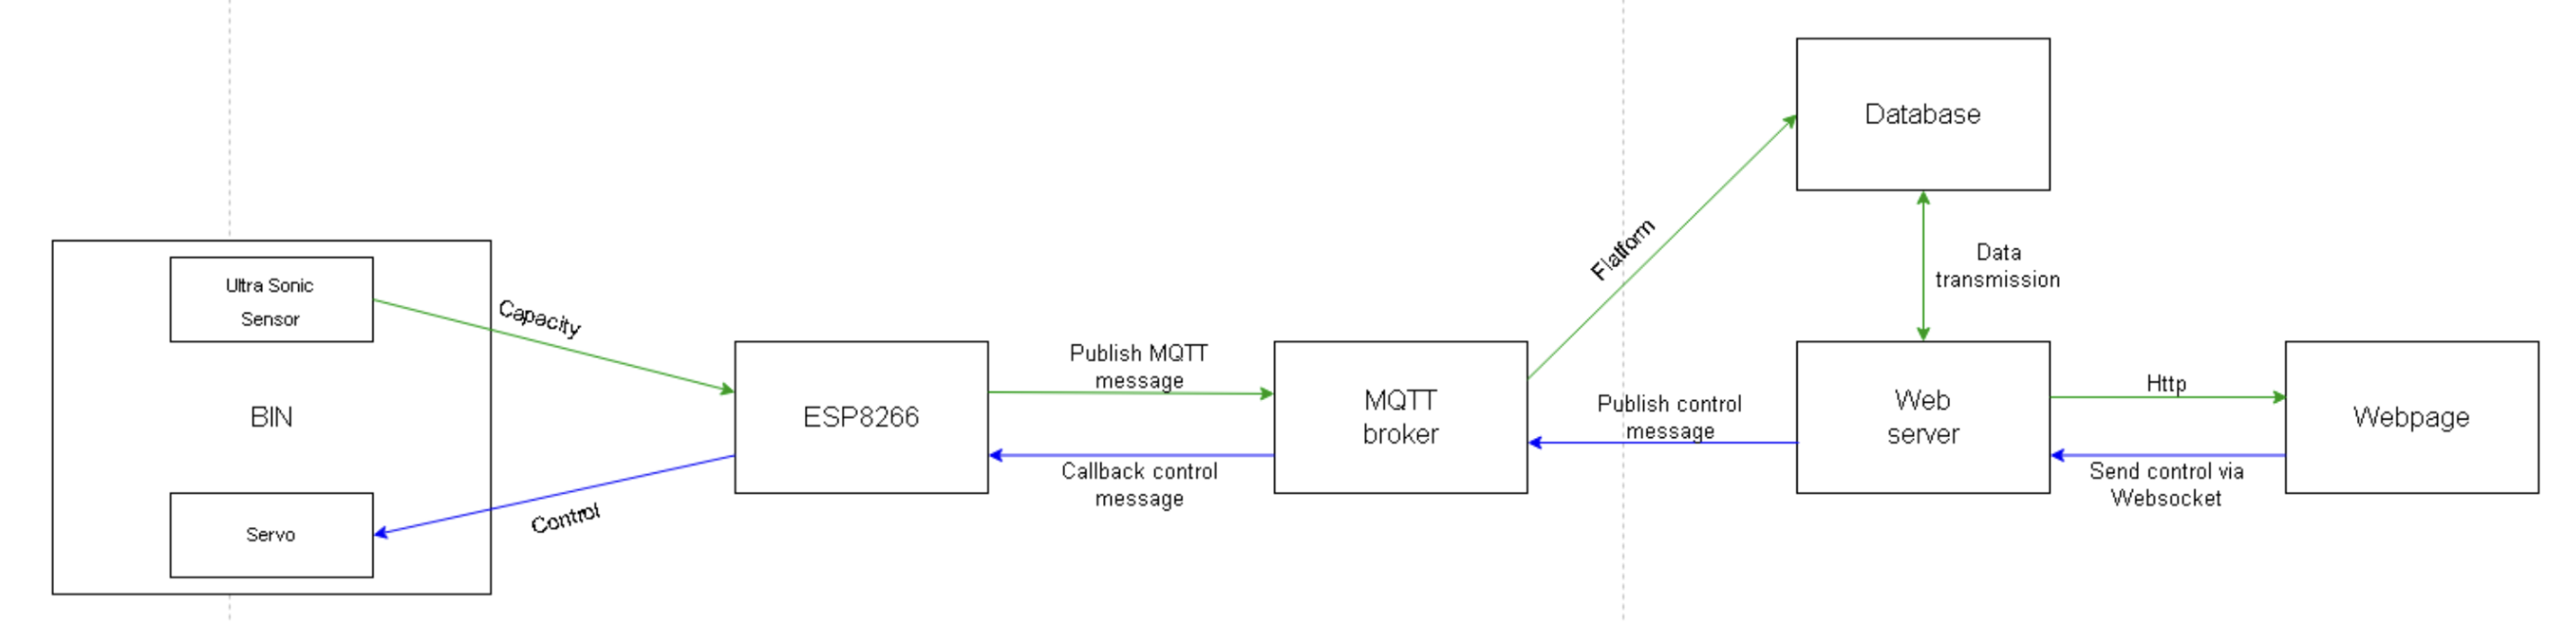 Database
Flatform
Data
transmission
Ultra Sonic
Sensor
Capacity
BIN
Servo
Control
ESP8266
Publish MQTT
message
Callback control
message
MQTT
broker
Publish control
message
Web
server
Http
Send control via
Websocket
Webpage